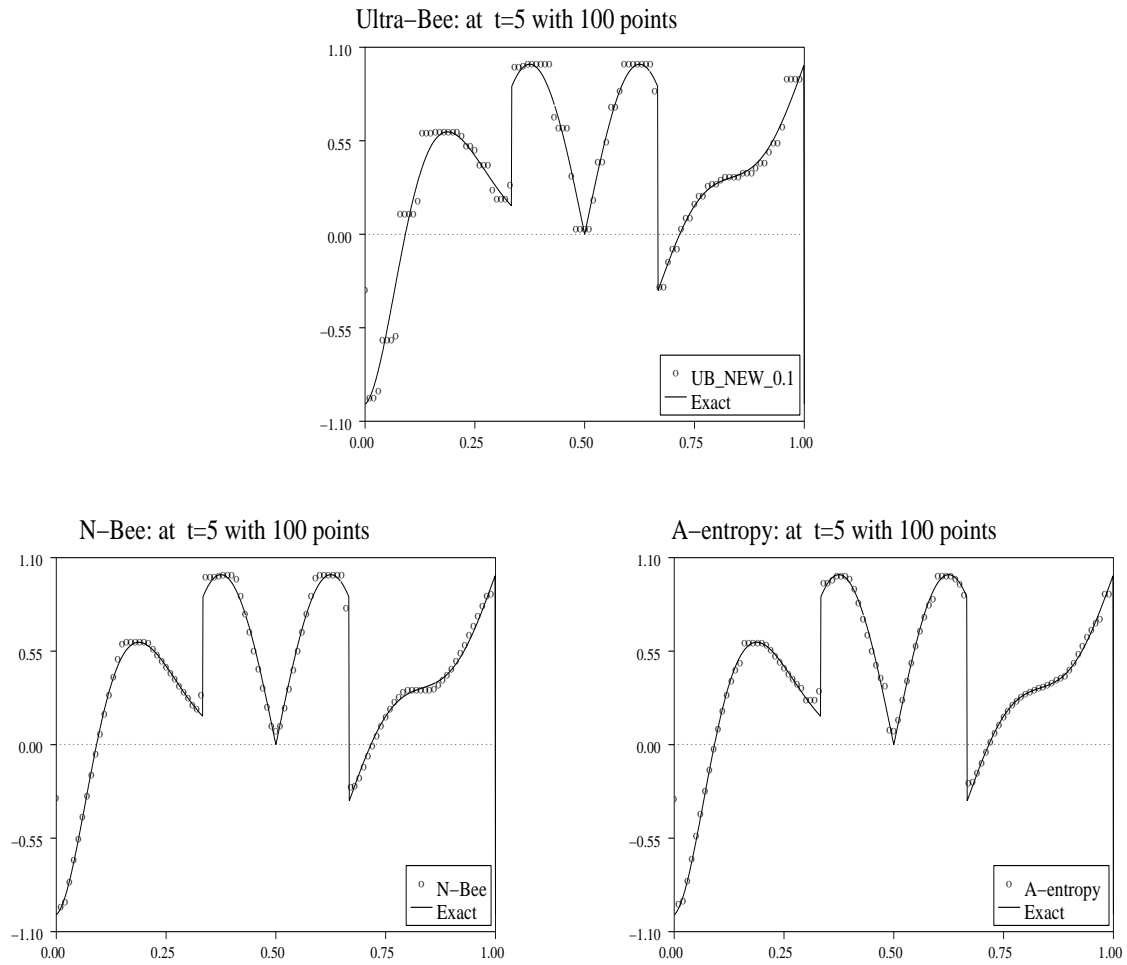 Ultra−Bee: at t=5 with 100 points
1.10
0.55
0.00
−0.55
−1.10
0.00 0.25 0.50 0.75 1.00
UB_NEW_0.1
Exact
N−Bee: at t=5 with 100 points
1.10
0.55
0.00
−0.55
−1.10
0.00 0.25 0.50 0.75 1.00
N−Bee
Exact
A−entropy: at t=5 with 100 points
1.10
0.55
0.00
−0.55
−1.10
0.00 0.25 0.50 0.75 1.00
A−entropy
Exact